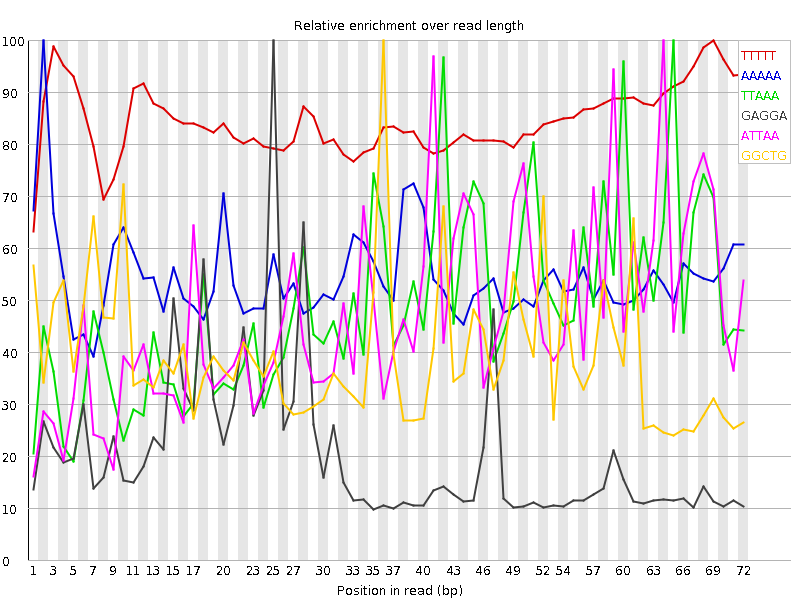 Relative enrichment over read length
100
90
80
70
60
50
40
30
20
10
0
TTTTT
AAAAA
TTAAA
GAGGA
ATTAA
GGCTG
1 3 5 7 9 11 13 15 17 20 23 25 27 30 33 35 37 40 43 46 49 52 54 57 60 63 66 69 72
Position in read (bp)